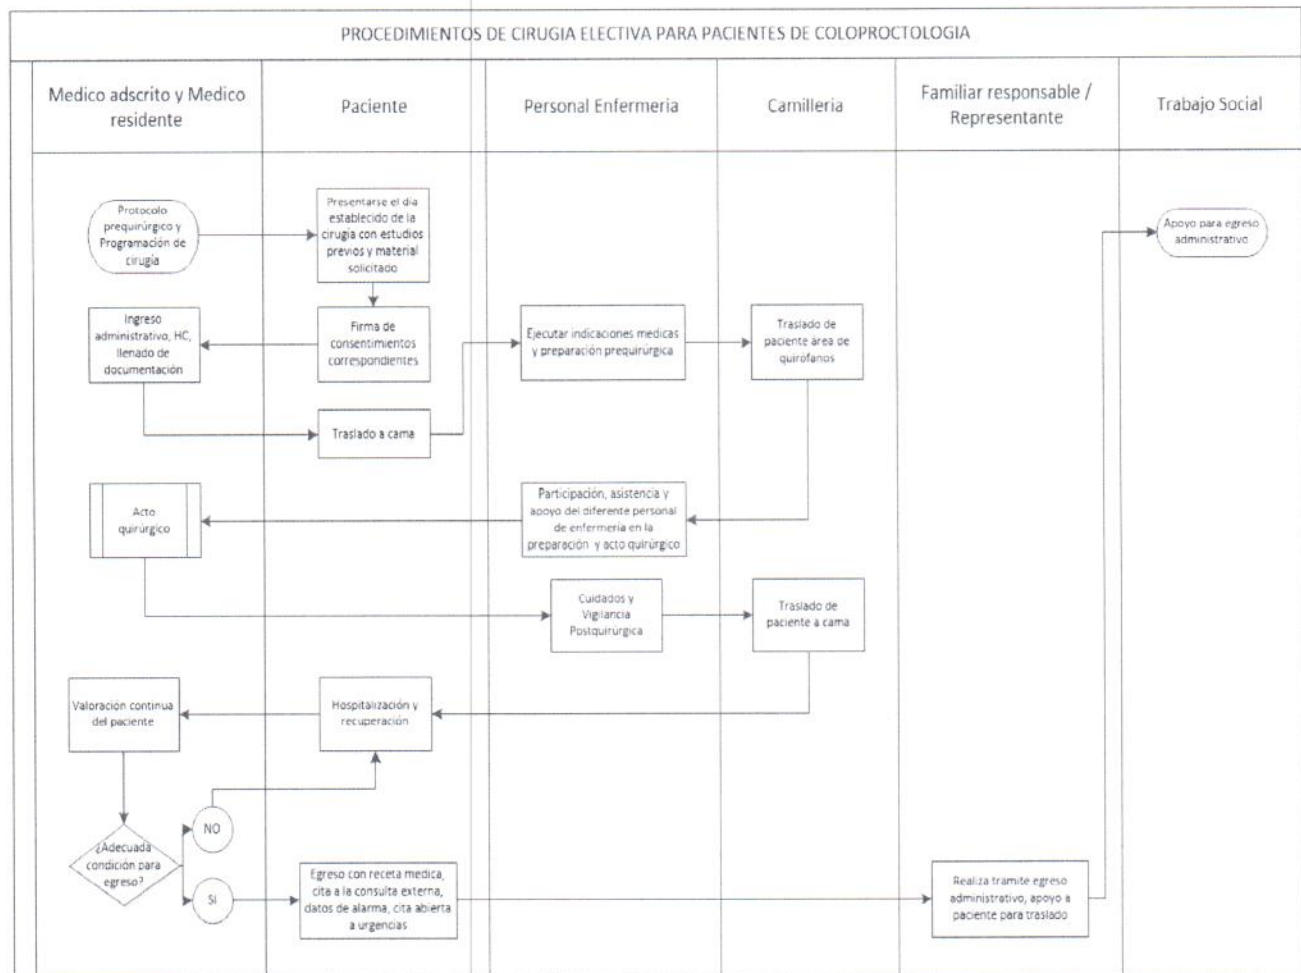 PROCEDIMIENTOS DE CIRUGIA ELECTIVA PARA PACIENTES DE COLOPROCTOLOGIA
Medico adscrito y Medico
residente
Paciente
Personal Enfermeria
Camilleria
Familiar responsable /
Representante
Trabajo Social
Protocolo
prequirúrgico y
Programación de
cirugía
Presentarse el día
establecido de la
cirugía con estudios
previos y material
solicitado
Apoyo para egreso
administrativo
Ingreso
administrativo, HC,
llenado de
documentación
Firma de
consentimientos
correspondientes
Ejecutar indicaciones medicas
y preparación prequirúrgica
Traslado de
paciente área de
quirófanos
Traslado a cama
Acto
quirúrgico
Participación, asistencia y
apoyo del diferente personal
de enfermería en la
preparación y acto quirúrgico
Cuidados y
Vigilancia
Postquirúrgica
Traslado de
paciente a cama
Valoración continua
del paciente
Hospitalización y
recuperación
¿Adecuada
condición para
egreso?
NO
SI
Egreso con receta medica,
cita a la consulta externa,
datos de alarma, cita abierta
a urgencias
Realiza tramite egreso
administrativo, apoyo a
paciente para traslado